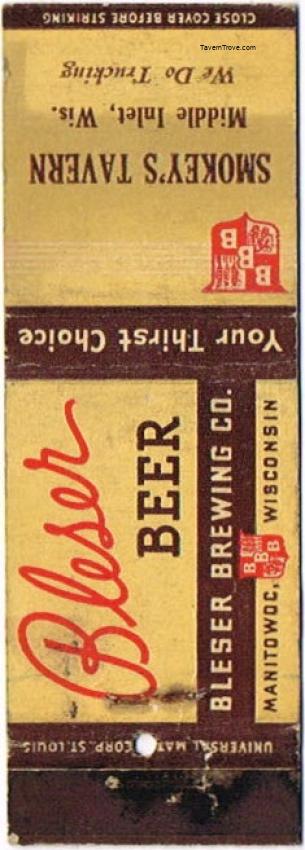 CLOSE COVER BEFORE STRIKING
TavernTrove.com
We Do Trucking
Middle Inlet, Wis.
SMOKEY'S TAVERN
B B B
Your Thirst Choice
Bleser
BEER
BLESER BREWING CO.
MANITOWOC, WISCONSIN
BBB
UNIVERSAL CORP. ST. LOUIS